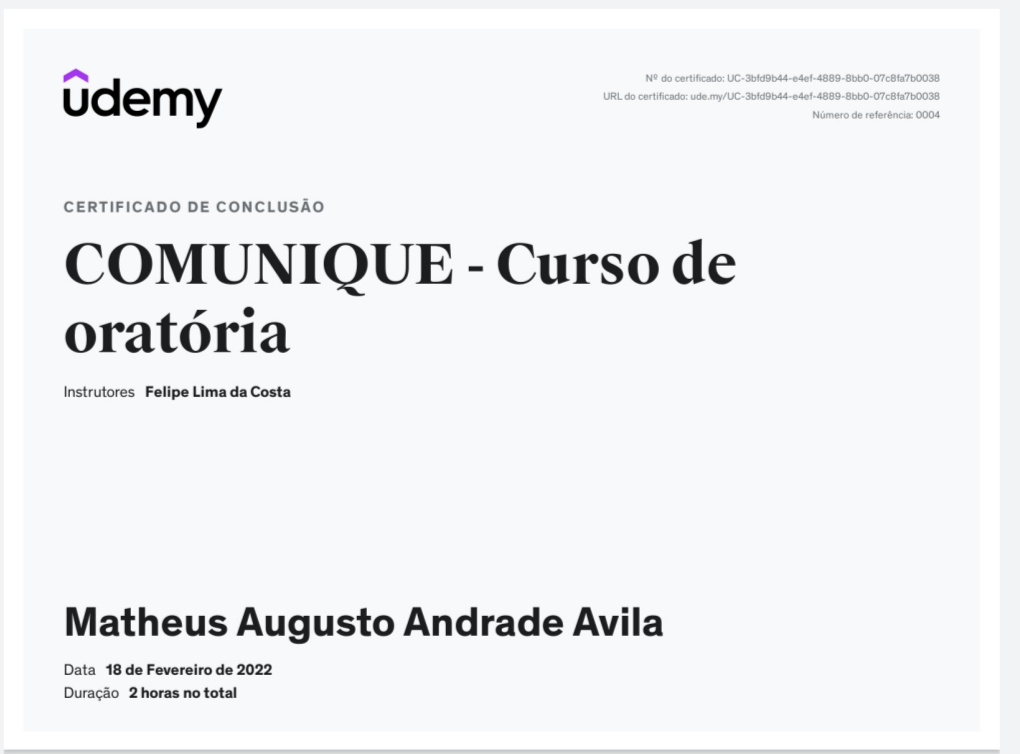 udemy
Nº do certificado: UC-3bfd9b44-e4ef-4889-8bb0-07c8fa7b0038
URL do certificado: ude.my/UC-3bfd9b44-e4ef-4889-8bb0-07c8fa7b0038
Número de referência: 0004
CERTIFICADO DE CONCLUSÃO
COMUNIQUE - Curso de
oratória
Instrutores Felipe Lima da Costa
Matheus Augusto Andrade Avila
Data 18 de Fevereiro de 2022
Duração 2 horas no total